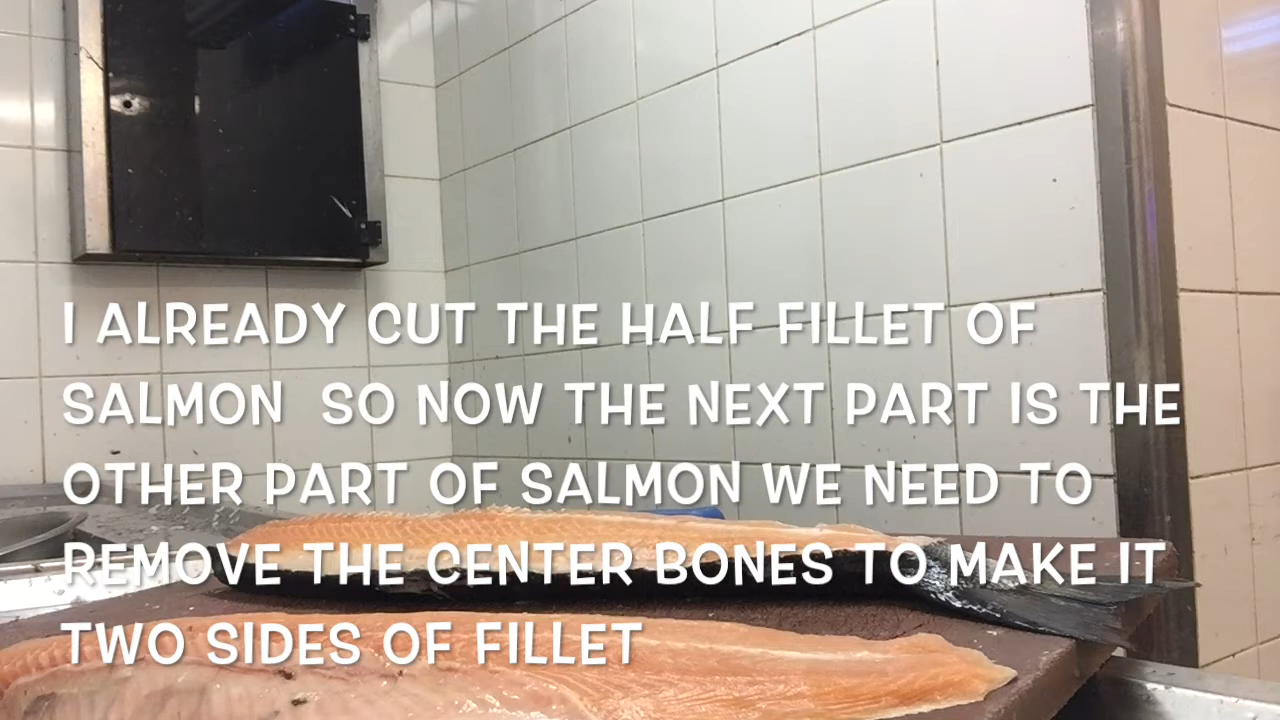 I ALREADY CUT THE HALF FILLET OF
SALMON SO NOW THE NEXT PART IS THE
OTHER PART OF SALMON WE NEED TO
REMOVE THE CENTER BONES TO MAKE IT
TWO SIDES OF FILLET